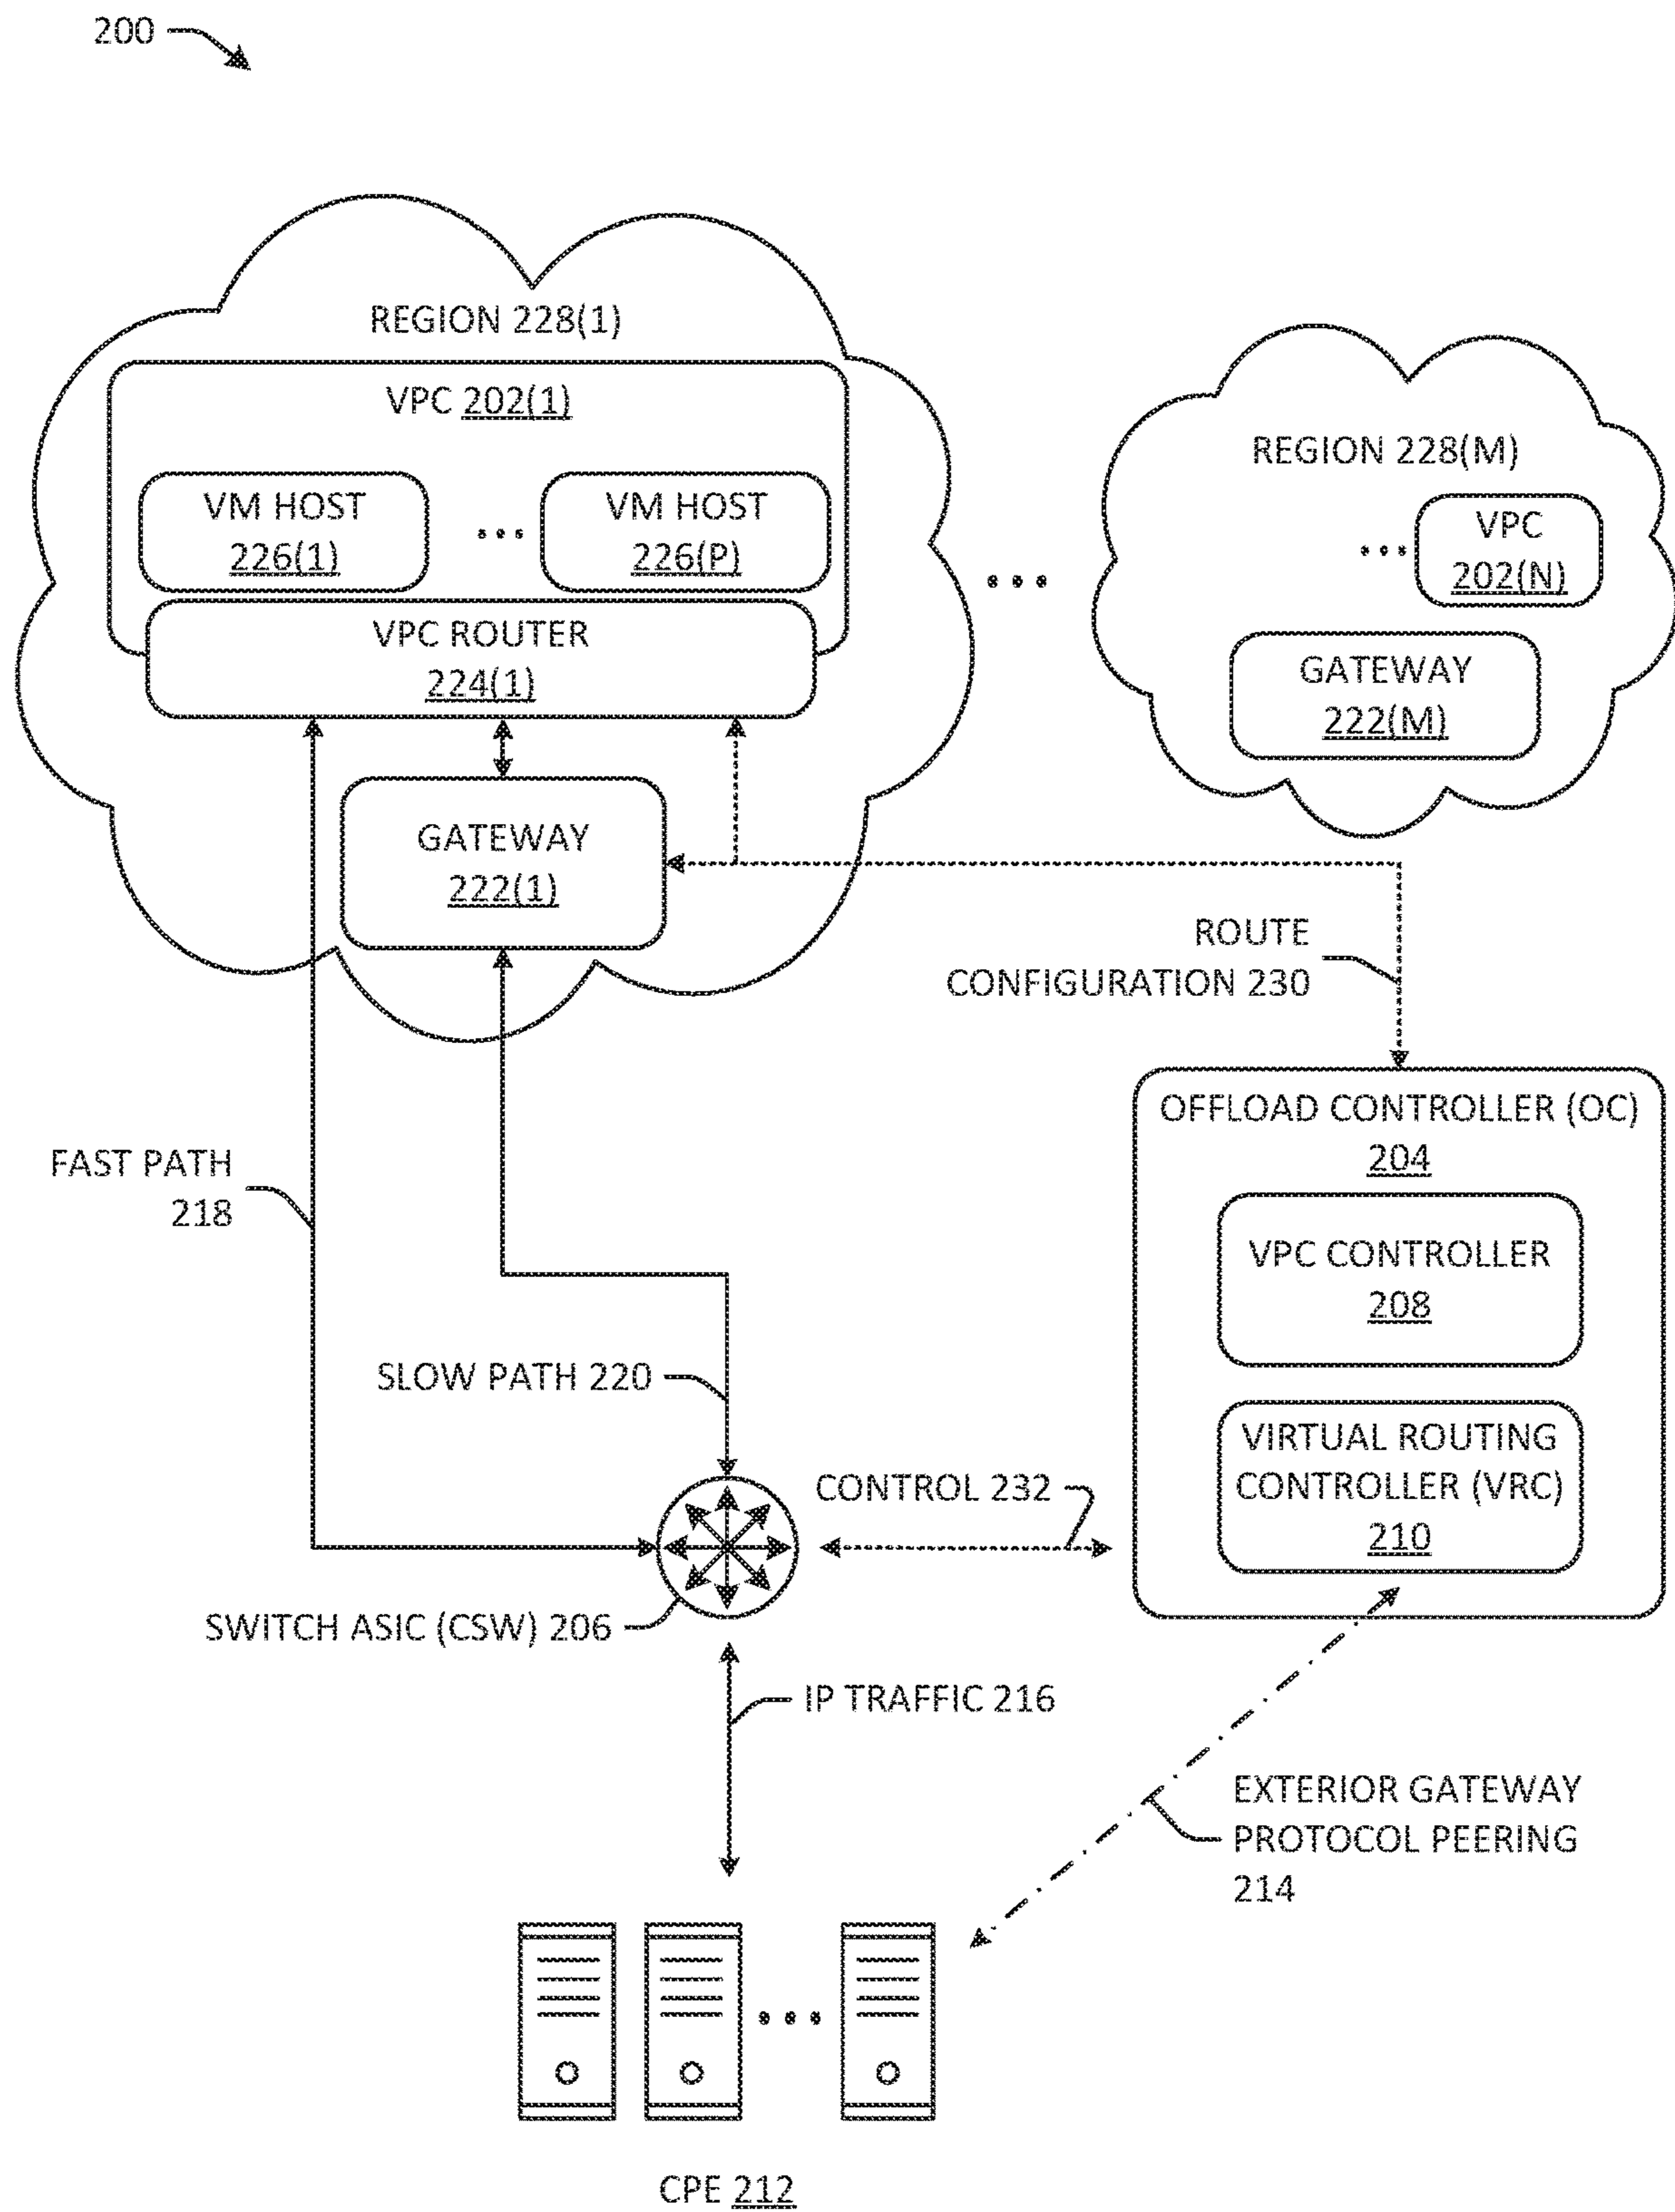 200
REGION 228(1)
VPC 202(1)
VM HOST
226(1)
...
VM HOST
226(P)
VPC ROUTER
224(1)
GATEWAY
222(1)
...
REGION 228(M)
...
VPC
202(N)
GATEWAY
222(M)
ROUTE
CONFIGURATION 230
OFFLOAD CONTROLLER (OC)
204
VPC CONTROLLER
208
VIRTUAL ROUTING
CONTROLLER (VRC)
210
FAST PATH
218
SLOW PATH 220
CONTROL 232
SWITCH ASIC (CSW) 206
IP TRAFFIC 216
EXTERIOR GATEWAY
PROTOCOL PEERING
214
...
CPE 212